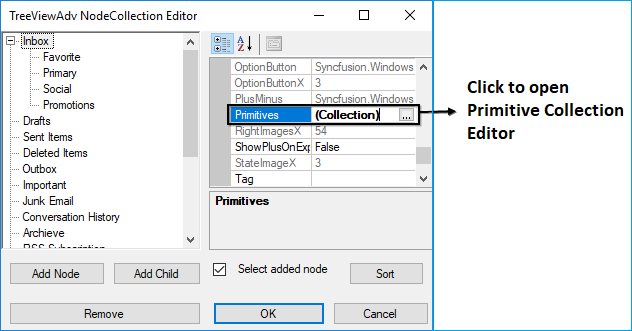 TreeViewAdv NodeCollection Editor
Inbox
Favorite
Primary
Social
Promotions
Drafts
Sent Items
Deleted Items
Outbox
Important
Junk Email
Conversation History
Archieve
RSS Subscription
OptionButton Syncfusion.Windows
OptionButtonX 3
PlusMinus Syncfusion.Windows
Primitives (Collection) ...
RightImagesX 54
ShowPlusOnExp False
StateImageX 3
Tag
Primitives
Add Node
Add Child
Select added node
Sort
Remove
OK
Cancel
Click to open
Primitive Collection
Editor